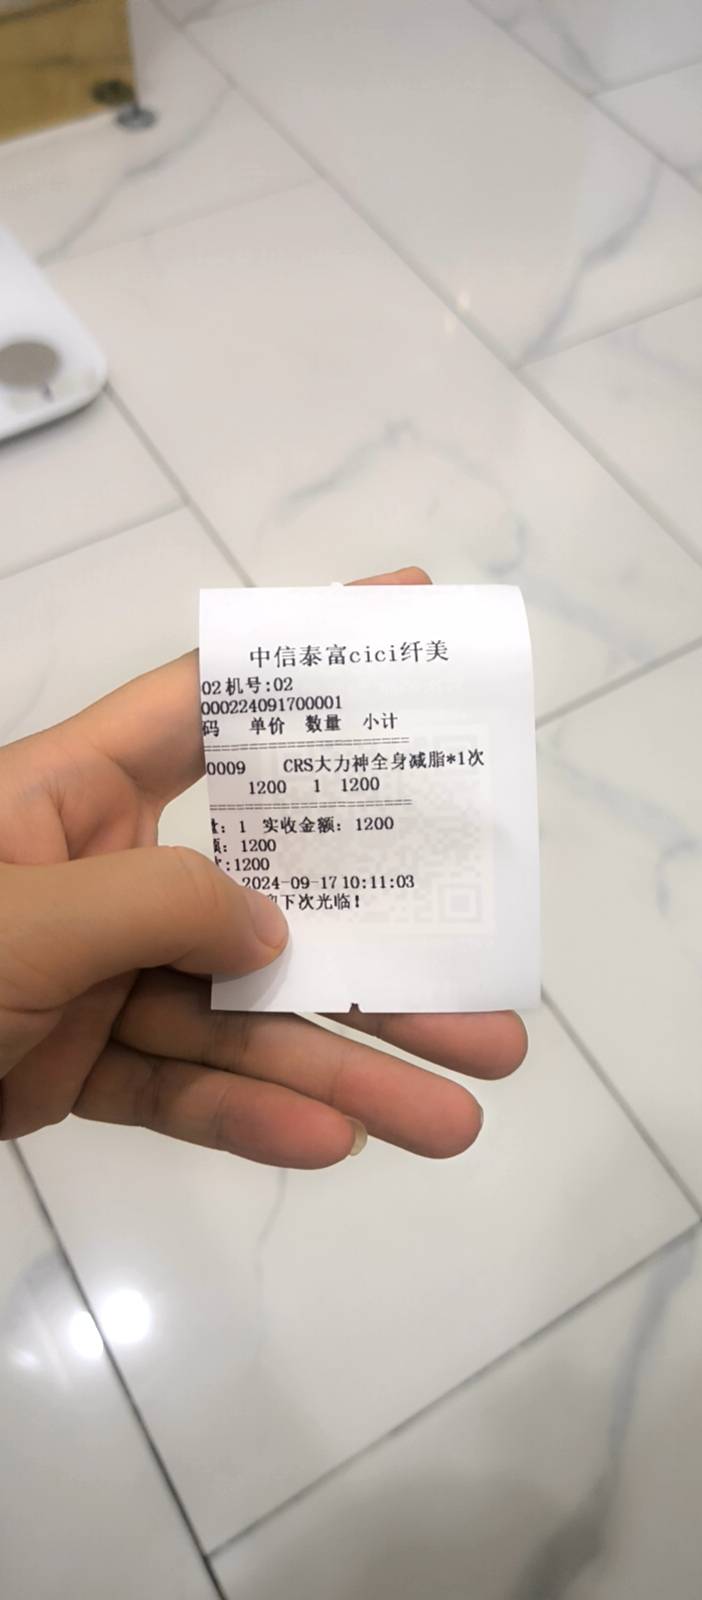 中信泰富cici纤美
02 机号:02
000224091700001
码 单价 数量 小计
0009 CRS大力神全身减脂*1次
1200 1 1200
: 1 实收金额: 1200
: 1200
:1200
2024-09-17 10:11:03
下次光临!